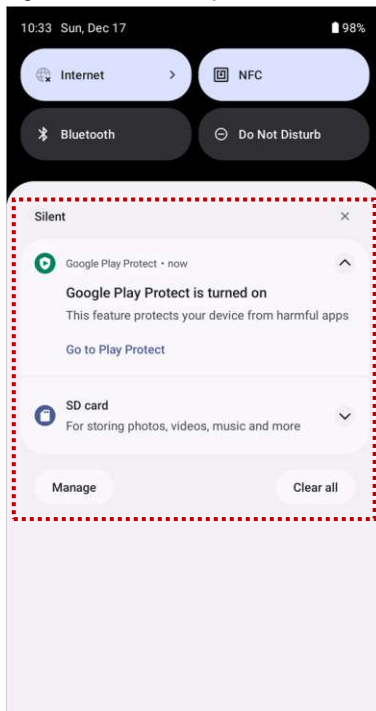 10:33 Sun, Dec 17 98%
Internet NFC
Bluetooth Do Not Disturb
Silent
Google Play Protect • now
Google Play Protect is turned on
This feature protects your device from harmful apps
Go to Play Protect
SD card
For storing photos, videos, music and more
Manage Clear all